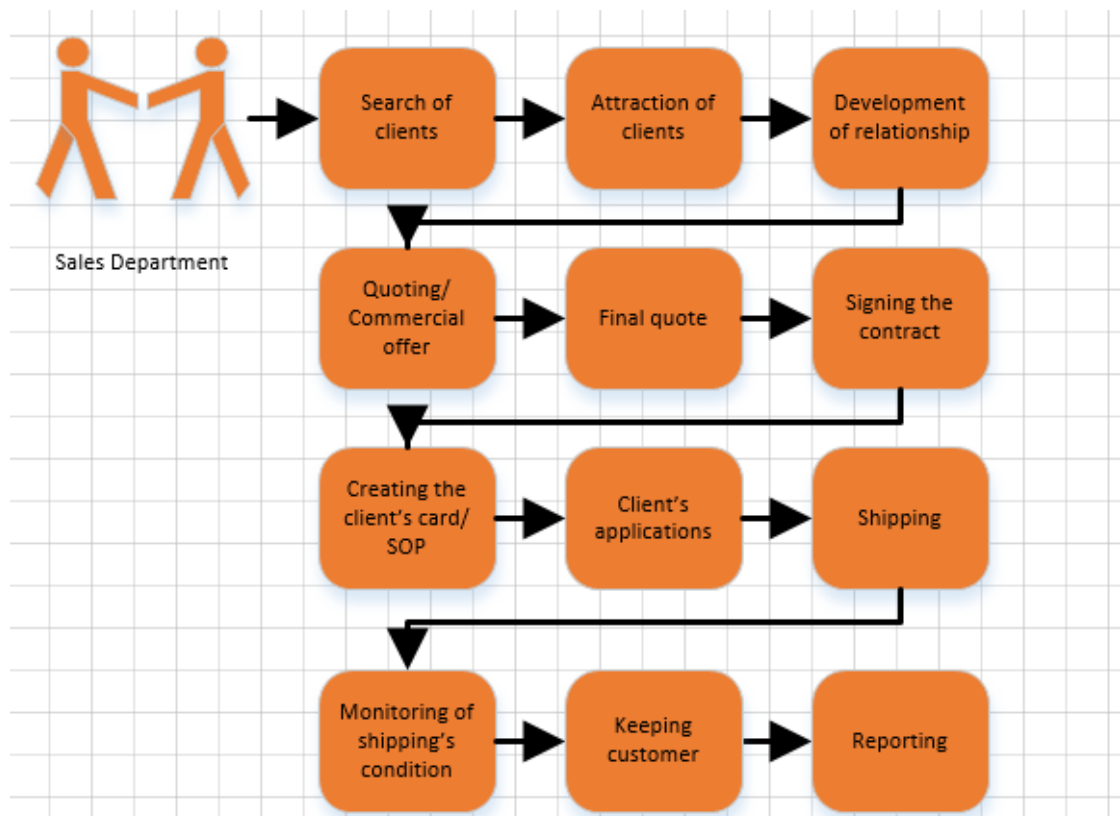 Search of
clients
Attraction of
clients
Development
of relationship
Sales Department
Quoting/
Commercial
offer
Final quote
Signing the
contract
Creating the
client's card/
SOP
Client's
applications
Shipping
Monitoring of
shipping's
condition
Keeping
customer
Reporting